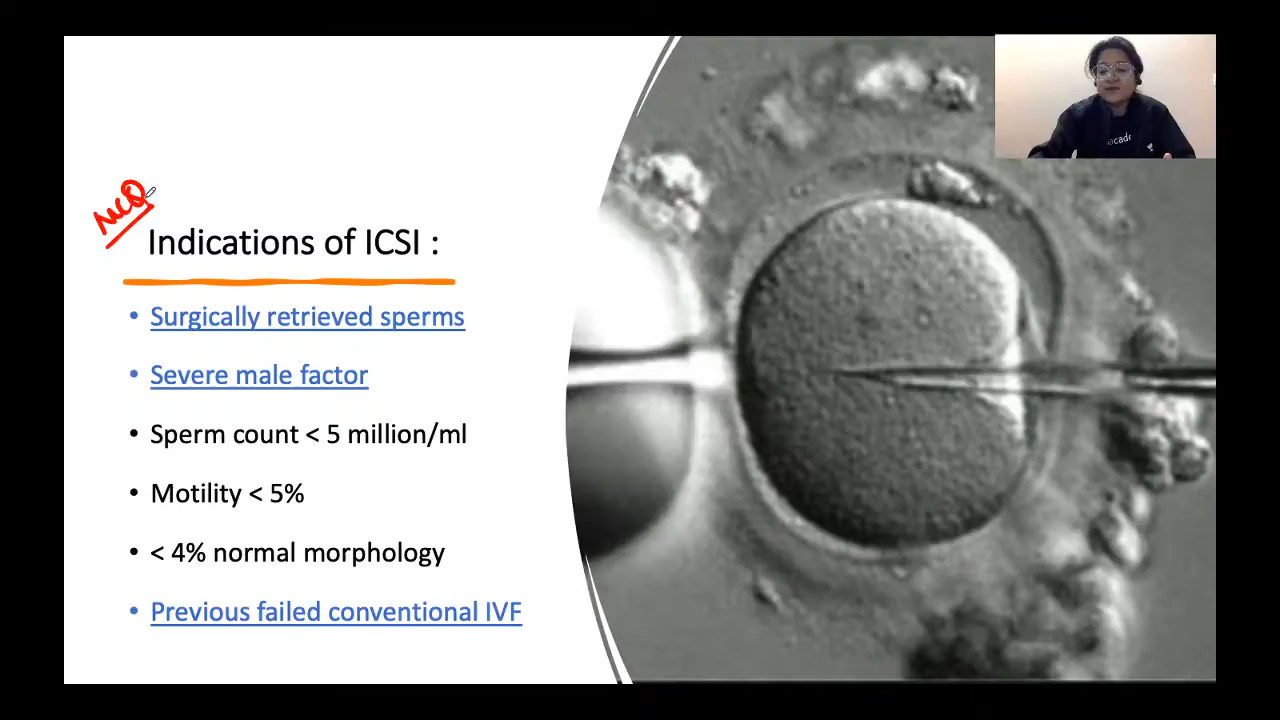 MCQ
Indications of ICSI :
• Surgically retrieved sperms
• Severe male factor
• Sperm count < 5 million/ml
• Motility < 5%
• < 4% normal morphology
• Previous failed conventional IVF